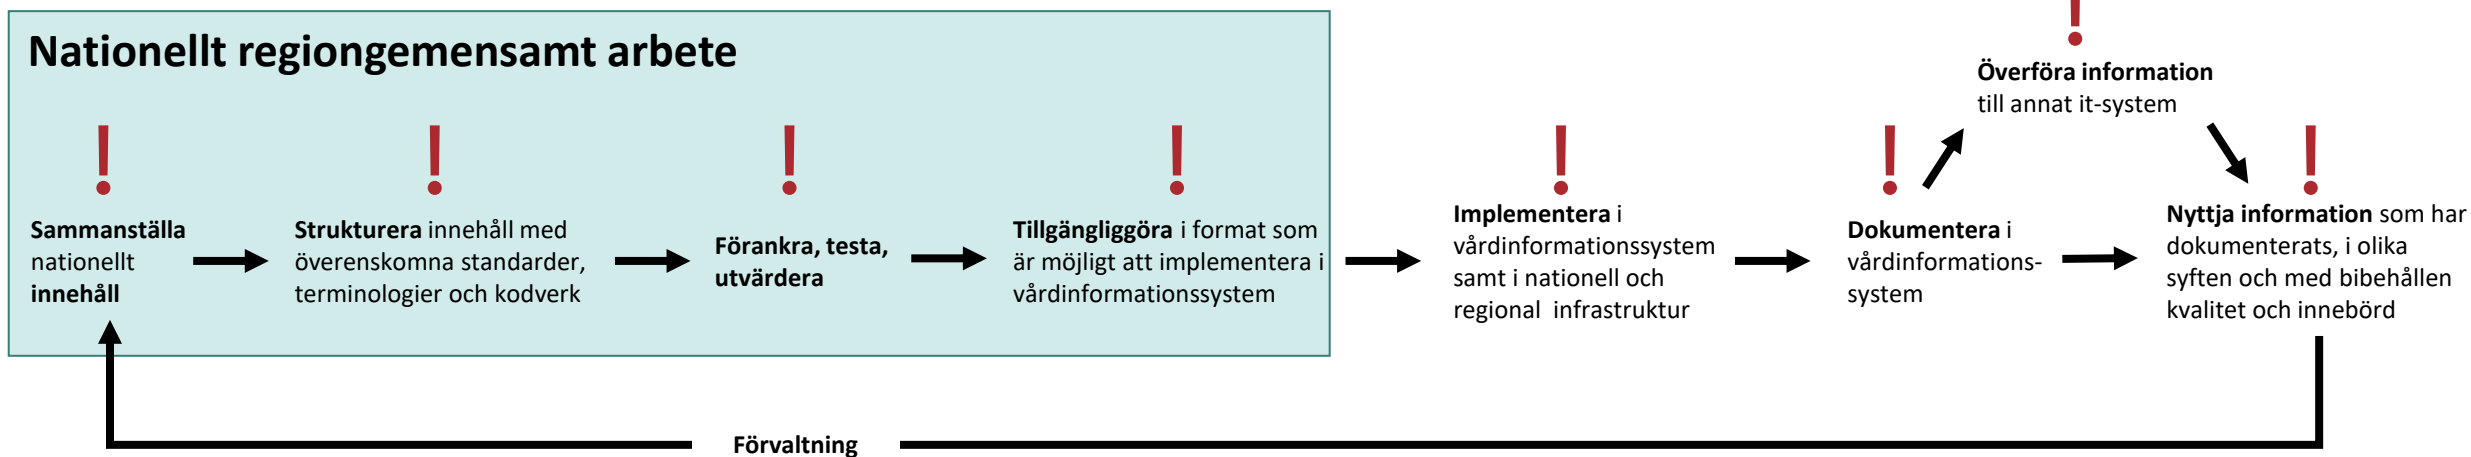 Nationellt regiongemensamt arbete
Sammanställa
nationellt
innehåll
Strukturera innehåll med
överenskomna standarder,
terminologier och kodverk
Förankra, testa,
utvärdera
Tillgängliggöra i format som
är möjligt att implementera i
vårdinformationssystem
Implementera i
vårdinformationssystem
samt i nationell och
regional infrastruktur
Dokumentera i
vårdinformations-
system
Överföra information
till annat it-system
Nyttja information som har
dokumenterats, i olika
syften och med bibehållen
kvalitet och innebörd
Förvaltning